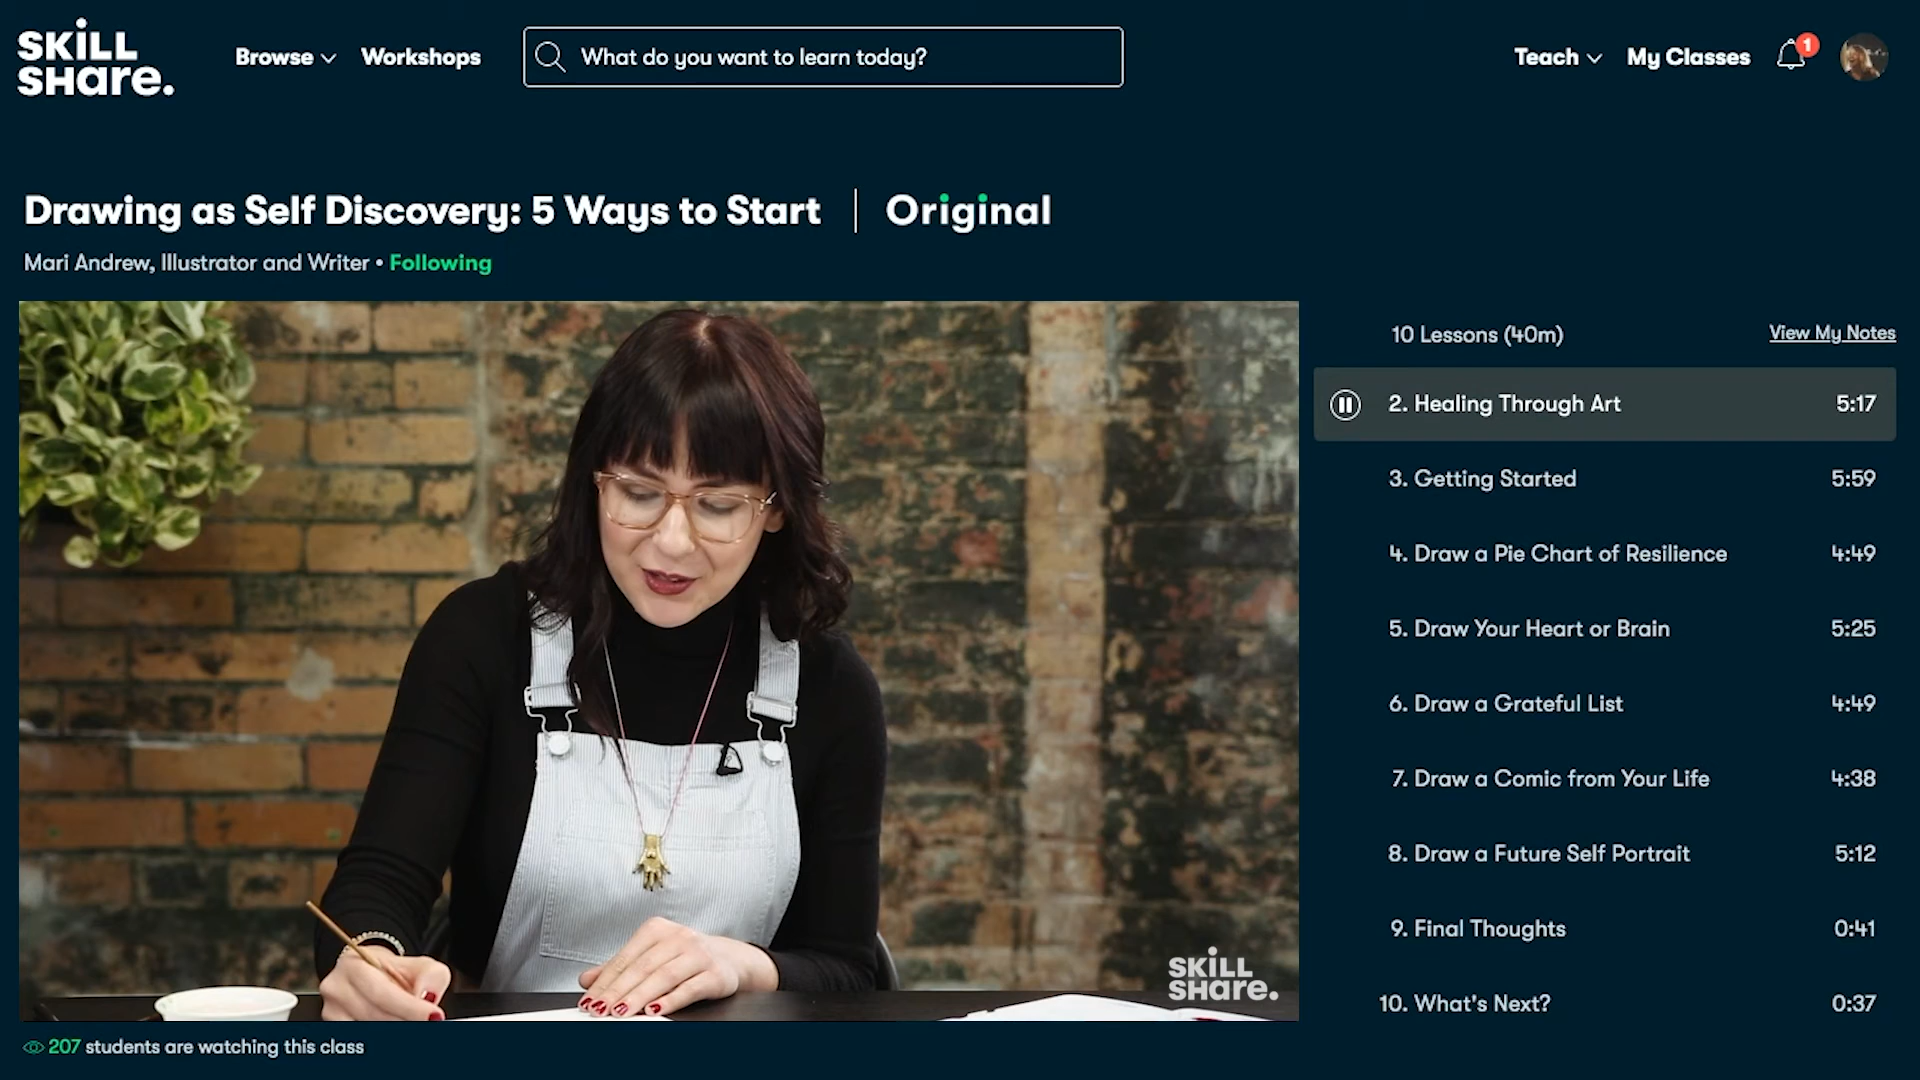 SKILL
SHare.
Browse
Workshops
What do you want to learn today?
Teach
My Classes
1
Drawing as Self Discovery: 5 Ways to Start
Original
Mari Andrew, Illustrator and Writer • Following
10 Lessons (40m)
View My Notes
2. Healing Through Art 5:17
3. Getting Started 5:59
4. Draw a Pie Chart of Resilience 4:49
5. Draw Your Heart or Brain 5:25
6. Draw a Grateful List 4:49
7. Draw a Comic from Your Life 4:38
8. Draw a Future Self Portrait 5:12
9. Final Thoughts 0:41
10. What's Next? 0:37
SKILL
SHare.
207 students are watching this class